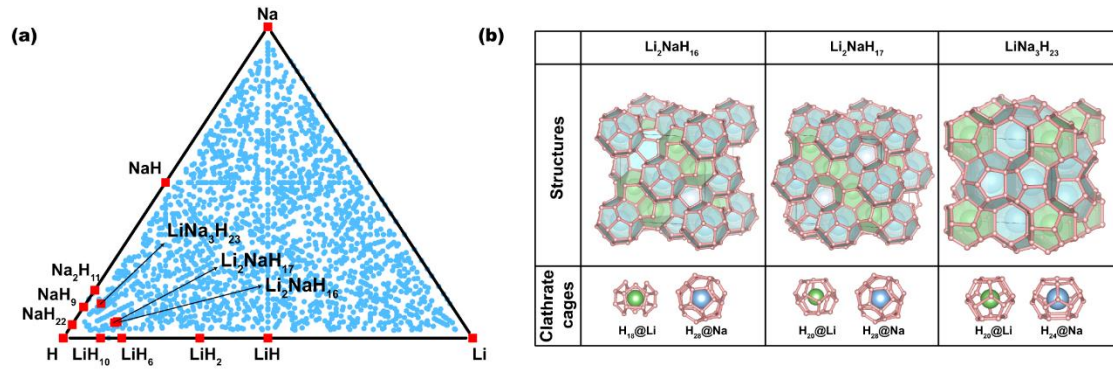 (a)
Na
NaH
LiNa₃H₂₃
Li₂NaH₁₇
Li₂NaH₁₆
Na₂H₁₁
NaH₉
NaH₂₂
H
LiH₁₀
LiH₆
LiH₂
LiH
Li
(b)
Li₂NaH₁₆ Li₂NaH₁₇ LiNa₃H₂₃
Structures
Clathrate
cages
H₁₈@Li H₂₈@Na H₂₀@Li H₂₈@Na H₂₀@Li H₂₄@Na